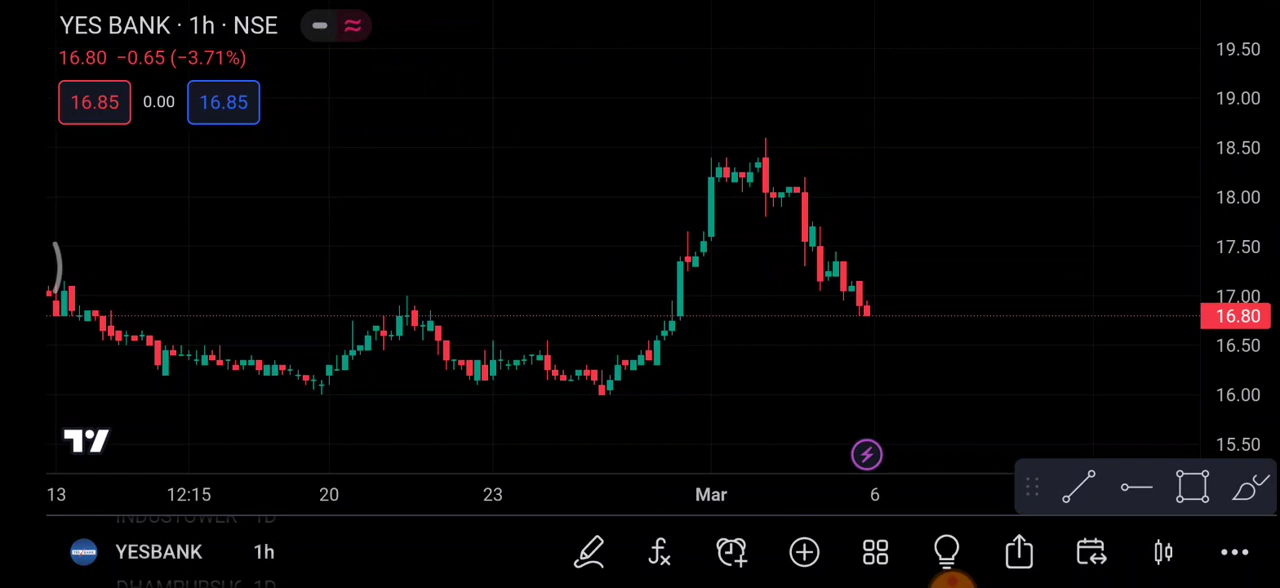 YES BANK · 1h · NSE
16.80 −0.65 (−3.71%)
16.85 0.00 16.85
19.50
19.00
18.50
18.00
17.50
17.00
16.80
16.50
16.00
15.50
13 12:15 20 23 Mar 6
INDUSTOWER 1D
YESBANK 1h
DHAMPURSUG 1D